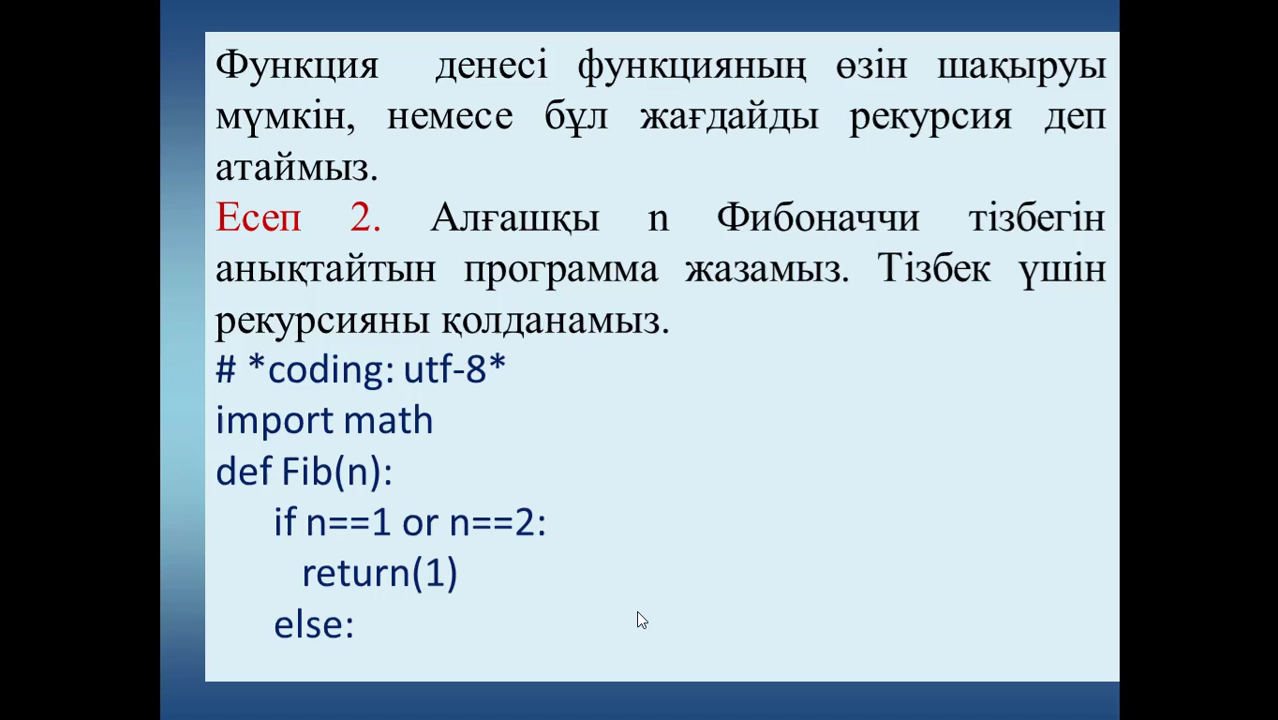 Функция денесі функцияның өзін шақыруы
мүмкін, немесе бұл жағдайды рекурсия деп
атаймыз.
Есеп 2. Алғашқы n Фибоначчи тізбегін
анықтайтын программа жазамыз. Тізбек үшін
рекурсияны қолданамыз.
# *coding: utf-8*
import math
def Fib(n):
if n==1 or n==2:
return(1)
else: